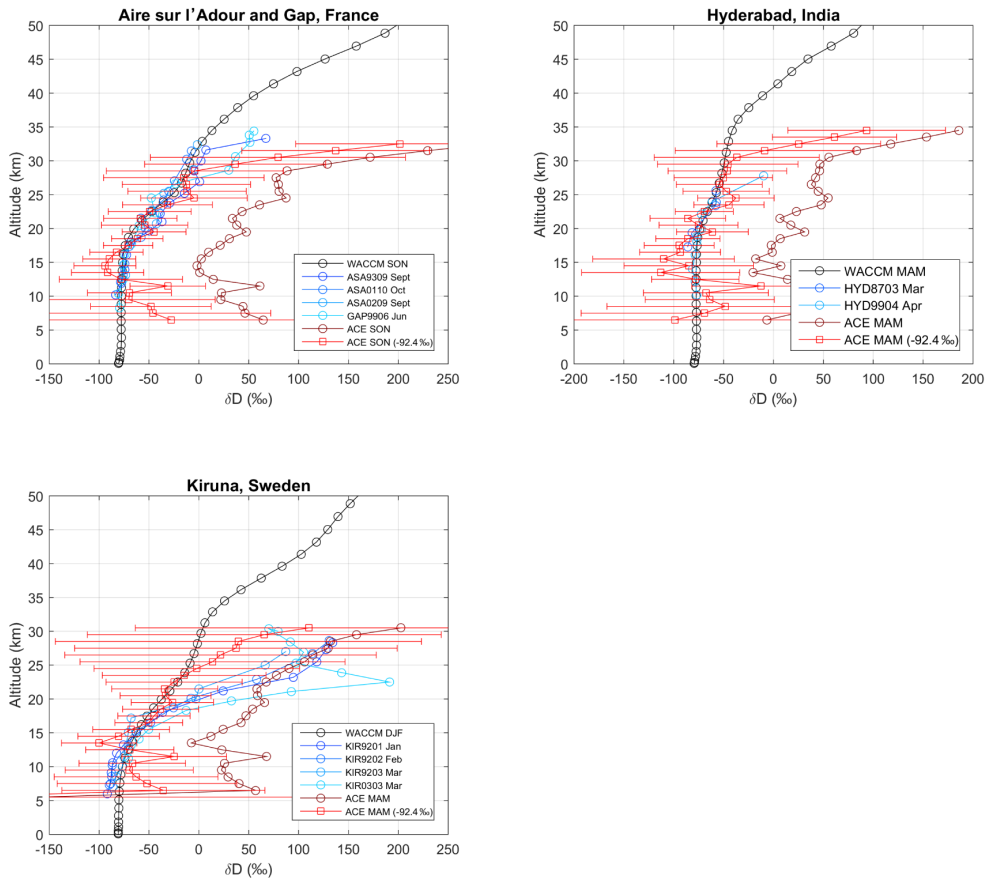 Aire sur l'Adour and Gap, France
50
45
40
35
30
25
20
15
10
5
0
Altitude (km)
-150 -100 -50 0 50 100 150 200 250
δD (‰)
WACCM SON
ASA9309 Sept
ASA0110 Oct
ASA0209 Sept
GAP9906 Jun
ACE SON
ACE SON (-92.4‰)
Hyderabad, India
50
45
40
35
30
25
20
15
10
5
0
Altitude (km)
-200 -150 -100 -50 0 50 100 150 200
δD (‰)
WACCM MAM
HYD8703 Mar
HYD9904 Apr
ACE MAM
ACE MAM (-92.4‰)
Kiruna, Sweden
50
45
40
35
30
25
20
15
10
5
0
Altitude (km)
-150 -100 -50 0 50 100 150 200 250
δD (‰)
WACCM DJF
KIR9201 Jan
KIR9202 Feb
KIR9203 Mar
KIR0303 Mar
ACE MAM
ACE MAM (-92.4‰)